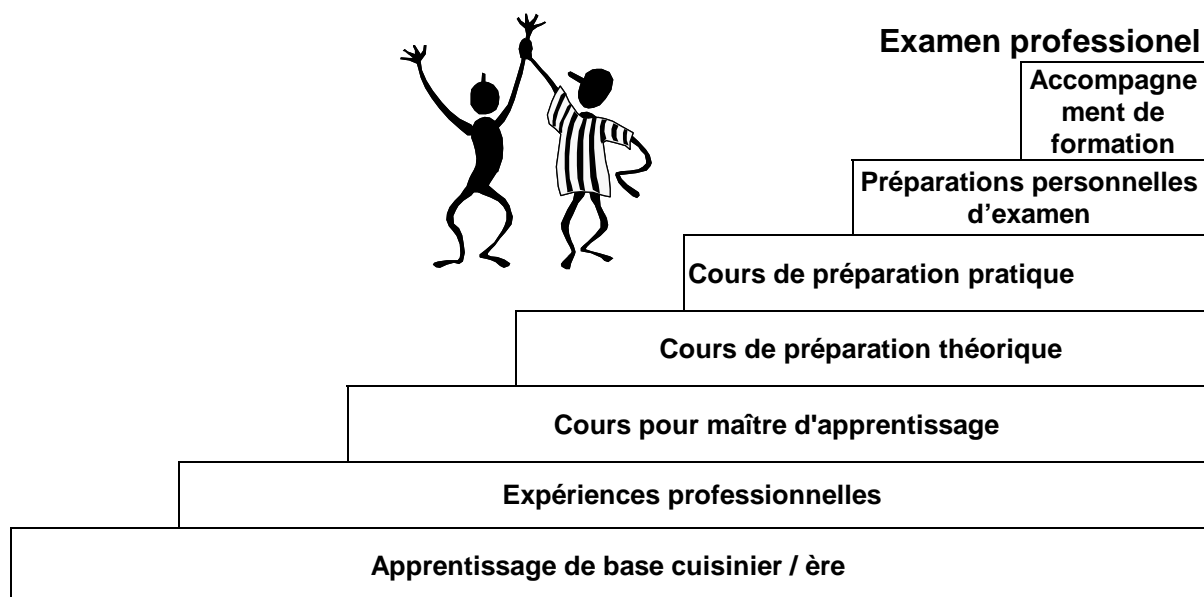 Examen professionel
Accompagne
ment de
formation
Préparations personnelles
d’examen
Cours de préparation pratique
Cours de préparation théorique
Cours pour maître d'apprentissage
Expériences professionnelles
Apprentissage de base cuisinier / ère